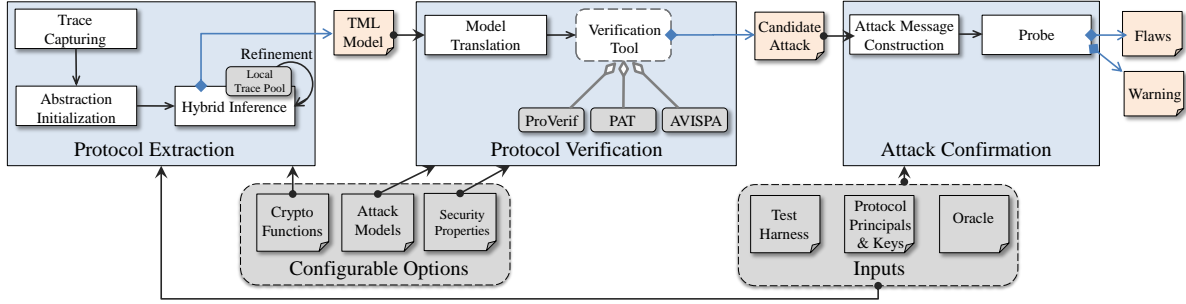 Trace
Capturing
Abstraction
Initialization
Refinement
Local
Trace Pool
Hybrid Inference
Protocol Extraction
TML
Model
Model
Translation
Verification
Tool
ProVerif
PAT
AVISPA
Protocol Verification
Candidate
Attack
Attack Message
Construction
Probe
Attack Confirmation
Flaws
Warning
Crypto
Functions
Attack
Models
Security
Properties
Configurable Options
Test
Harness
Protocol
Principals
& Keys
Oracle
Inputs